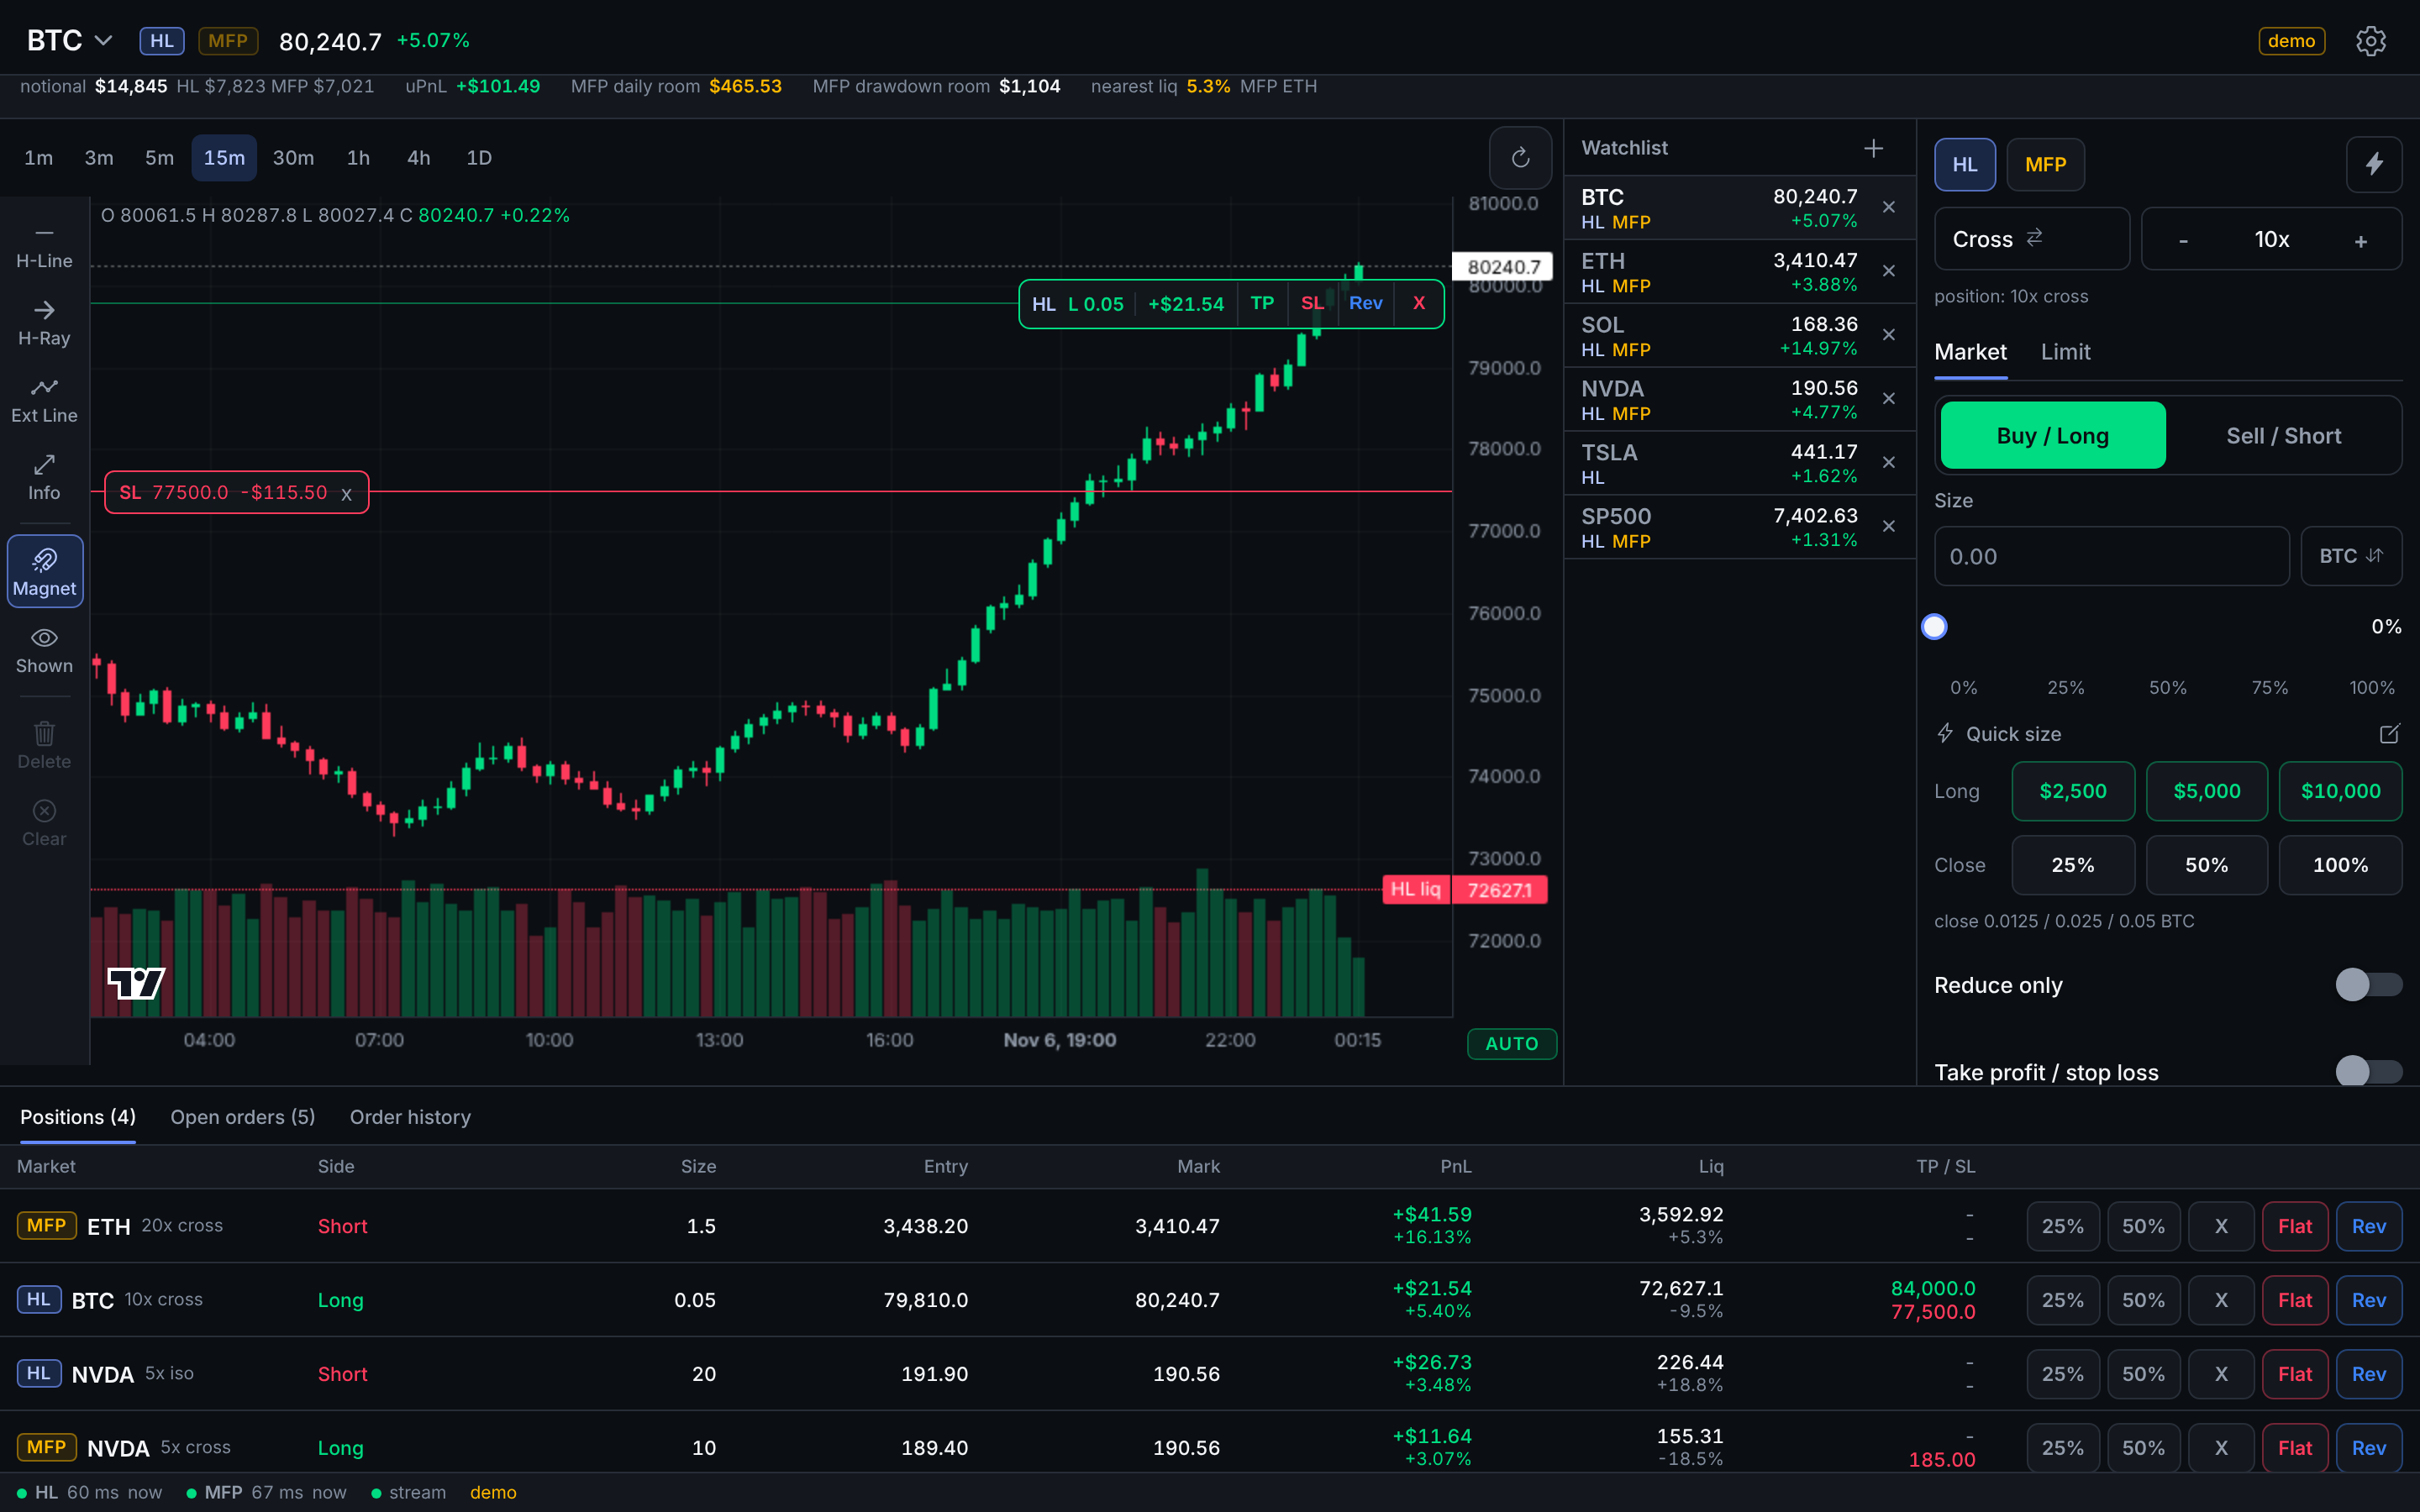 BTC HL MFP 80,240.7 +5.07% demo
notional $14,845 HL $7,823 MFP $7,021 uPnL +$101.49 MFP daily room $465.53 MFP drawdown room $1,104 nearest liq 5.3% MFP ETH
1m 3m 5m 15m 30m 1h 4h 1D
O 80061.5 H 80287.8 L 80027.4 C 80240.7 +0.22%
H-Line
H-Ray
Ext Line
Info
Magnet
Shown
Delete
Clear
HL L 0.05 +$21.54 TP SL Rev X
SL 77500.0 -$115.50 x
81000.0
80240.7
80000.0
79000.0
78000.0
77000.0
76000.0
75000.0
74000.0
73000.0
HL liq 72627.1
72000.0
04:00 07:00 10:00 13:00 16:00 Nov 6, 19:00 22:00 00:15
AUTO
Watchlist
BTC 80,240.7
HL MFP +5.07%
ETH 3,410.47
HL MFP +3.88%
SOL 168.36
HL MFP +14.97%
NVDA 190.56
HL MFP +4.77%
TSLA 441.17
HL +1.62%
SP500 7,402.63
HL MFP +1.31%
HL MFP
Cross - 10x +
position: 10x cross
Market Limit
Buy / Long Sell / Short
Size
0.00 BTC
0%
0% 25% 50% 75% 100%
Quick size
Long $2,500 $5,000 $10,000
Close 25% 50% 100%
close 0.0125 / 0.025 / 0.05 BTC
Reduce only
Take profit / stop loss
Positions (4) Open orders (5) Order history
Market Side Size Entry Mark PnL Liq TP / SL
MFP ETH 20x cross Short 1.5 3,438.20 3,410.47 +$41.59 3,592.92 - 25% 50% X Flat Rev
+16.13% +5.3% -
HL BTC 10x cross Long 0.05 79,810.0 80,240.7 +$21.54 72,627.1 84,000.0 25% 50% X Flat Rev
+5.40% -9.5% 77,500.0
HL NVDA 5x iso Short 20 191.90 190.56 +$26.73 226.44 - 25% 50% X Flat Rev
+3.48% +18.8% -
MFP NVDA 5x cross Long 10 189.40 190.56 +$11.64 155.31 - 25% 50% X Flat Rev
+3.07% -18.5% 185.00
HL 60 ms now MFP 67 ms now stream demo